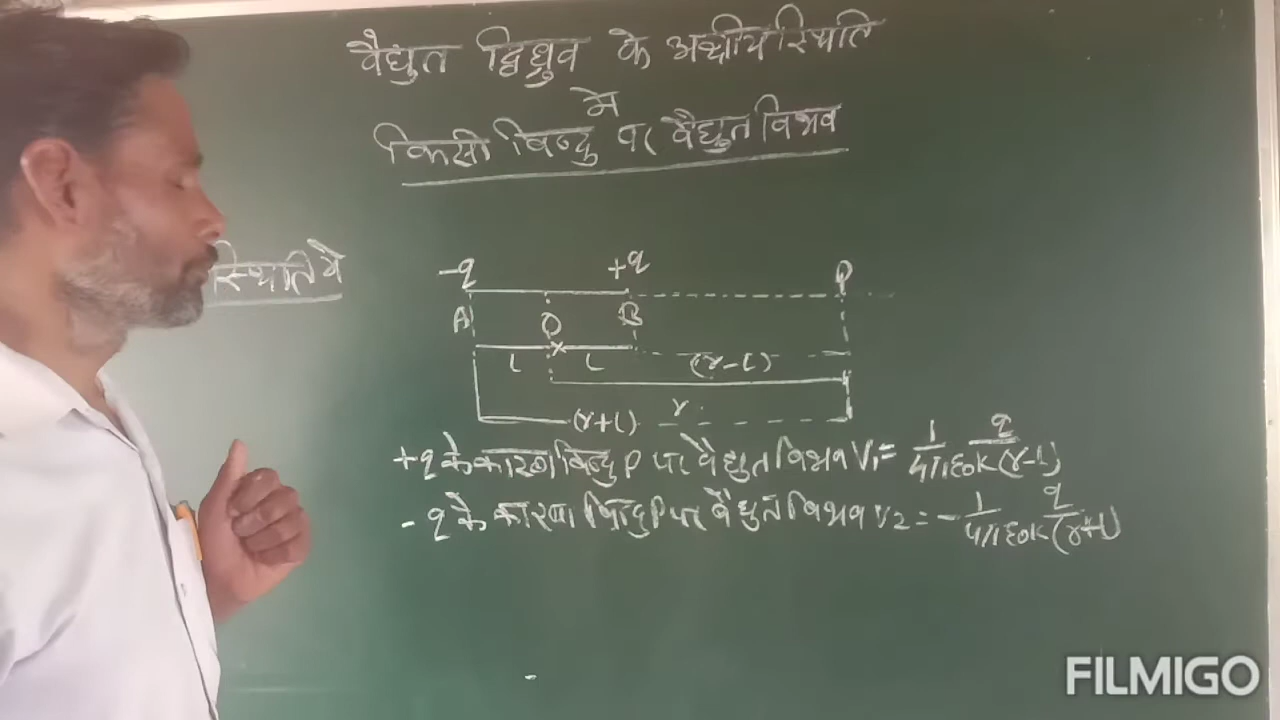 वैद्युत द्विध्रुव के अक्षीय स्थिति
में
किसी बिन्दु पर वैद्युत विभव
स्थिति में
-q +q P
A O B
l l (r-l)
r
(r+l)
+q के कारण बिन्दु P पर वैद्युत विभव V₁ = 1/4πε₀K q/(r-l)
-q के कारण बिन्दु P पर वैद्युत विभव V₂ = - 1/4πε₀K q/(r+l)
FILMIGO